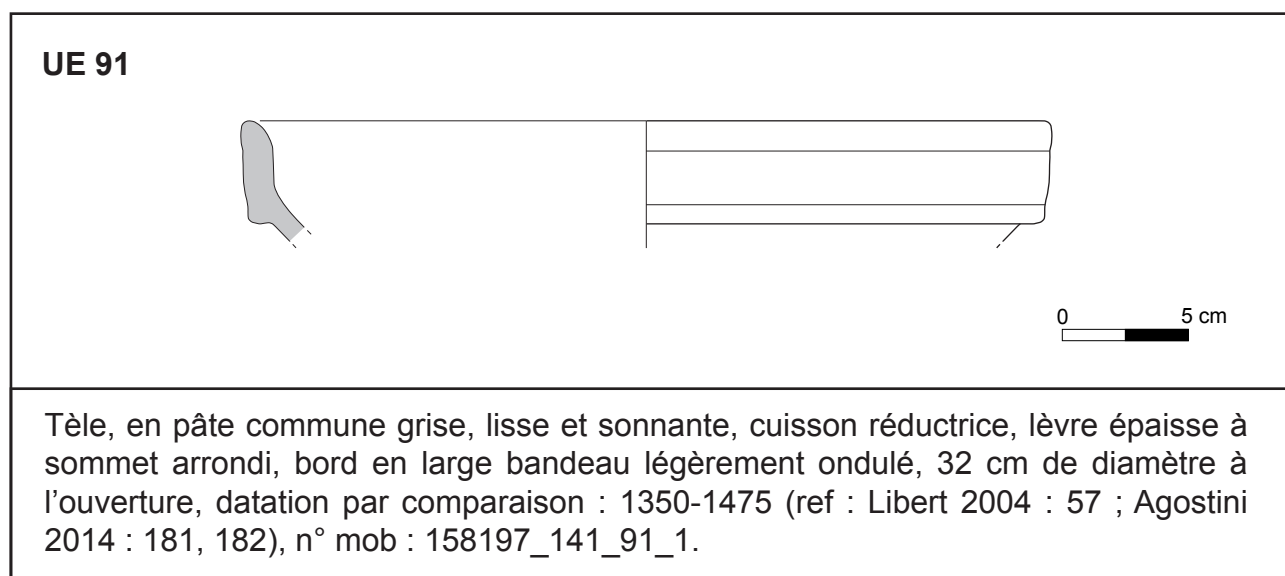 UE 91
0 5 cm
Tèle, en pâte commune grise, lisse et sonnante, cuisson réductrice, lèvre épaisse à
sommet arrondi, bord en large bandeau légèrement ondulé, 32 cm de diamètre à
l’ouverture, datation par comparaison : 1350-1475 (ref : Libert 2004 : 57 ; Agostini
2014 : 181, 182), n° mob : 158197_141_91_1.